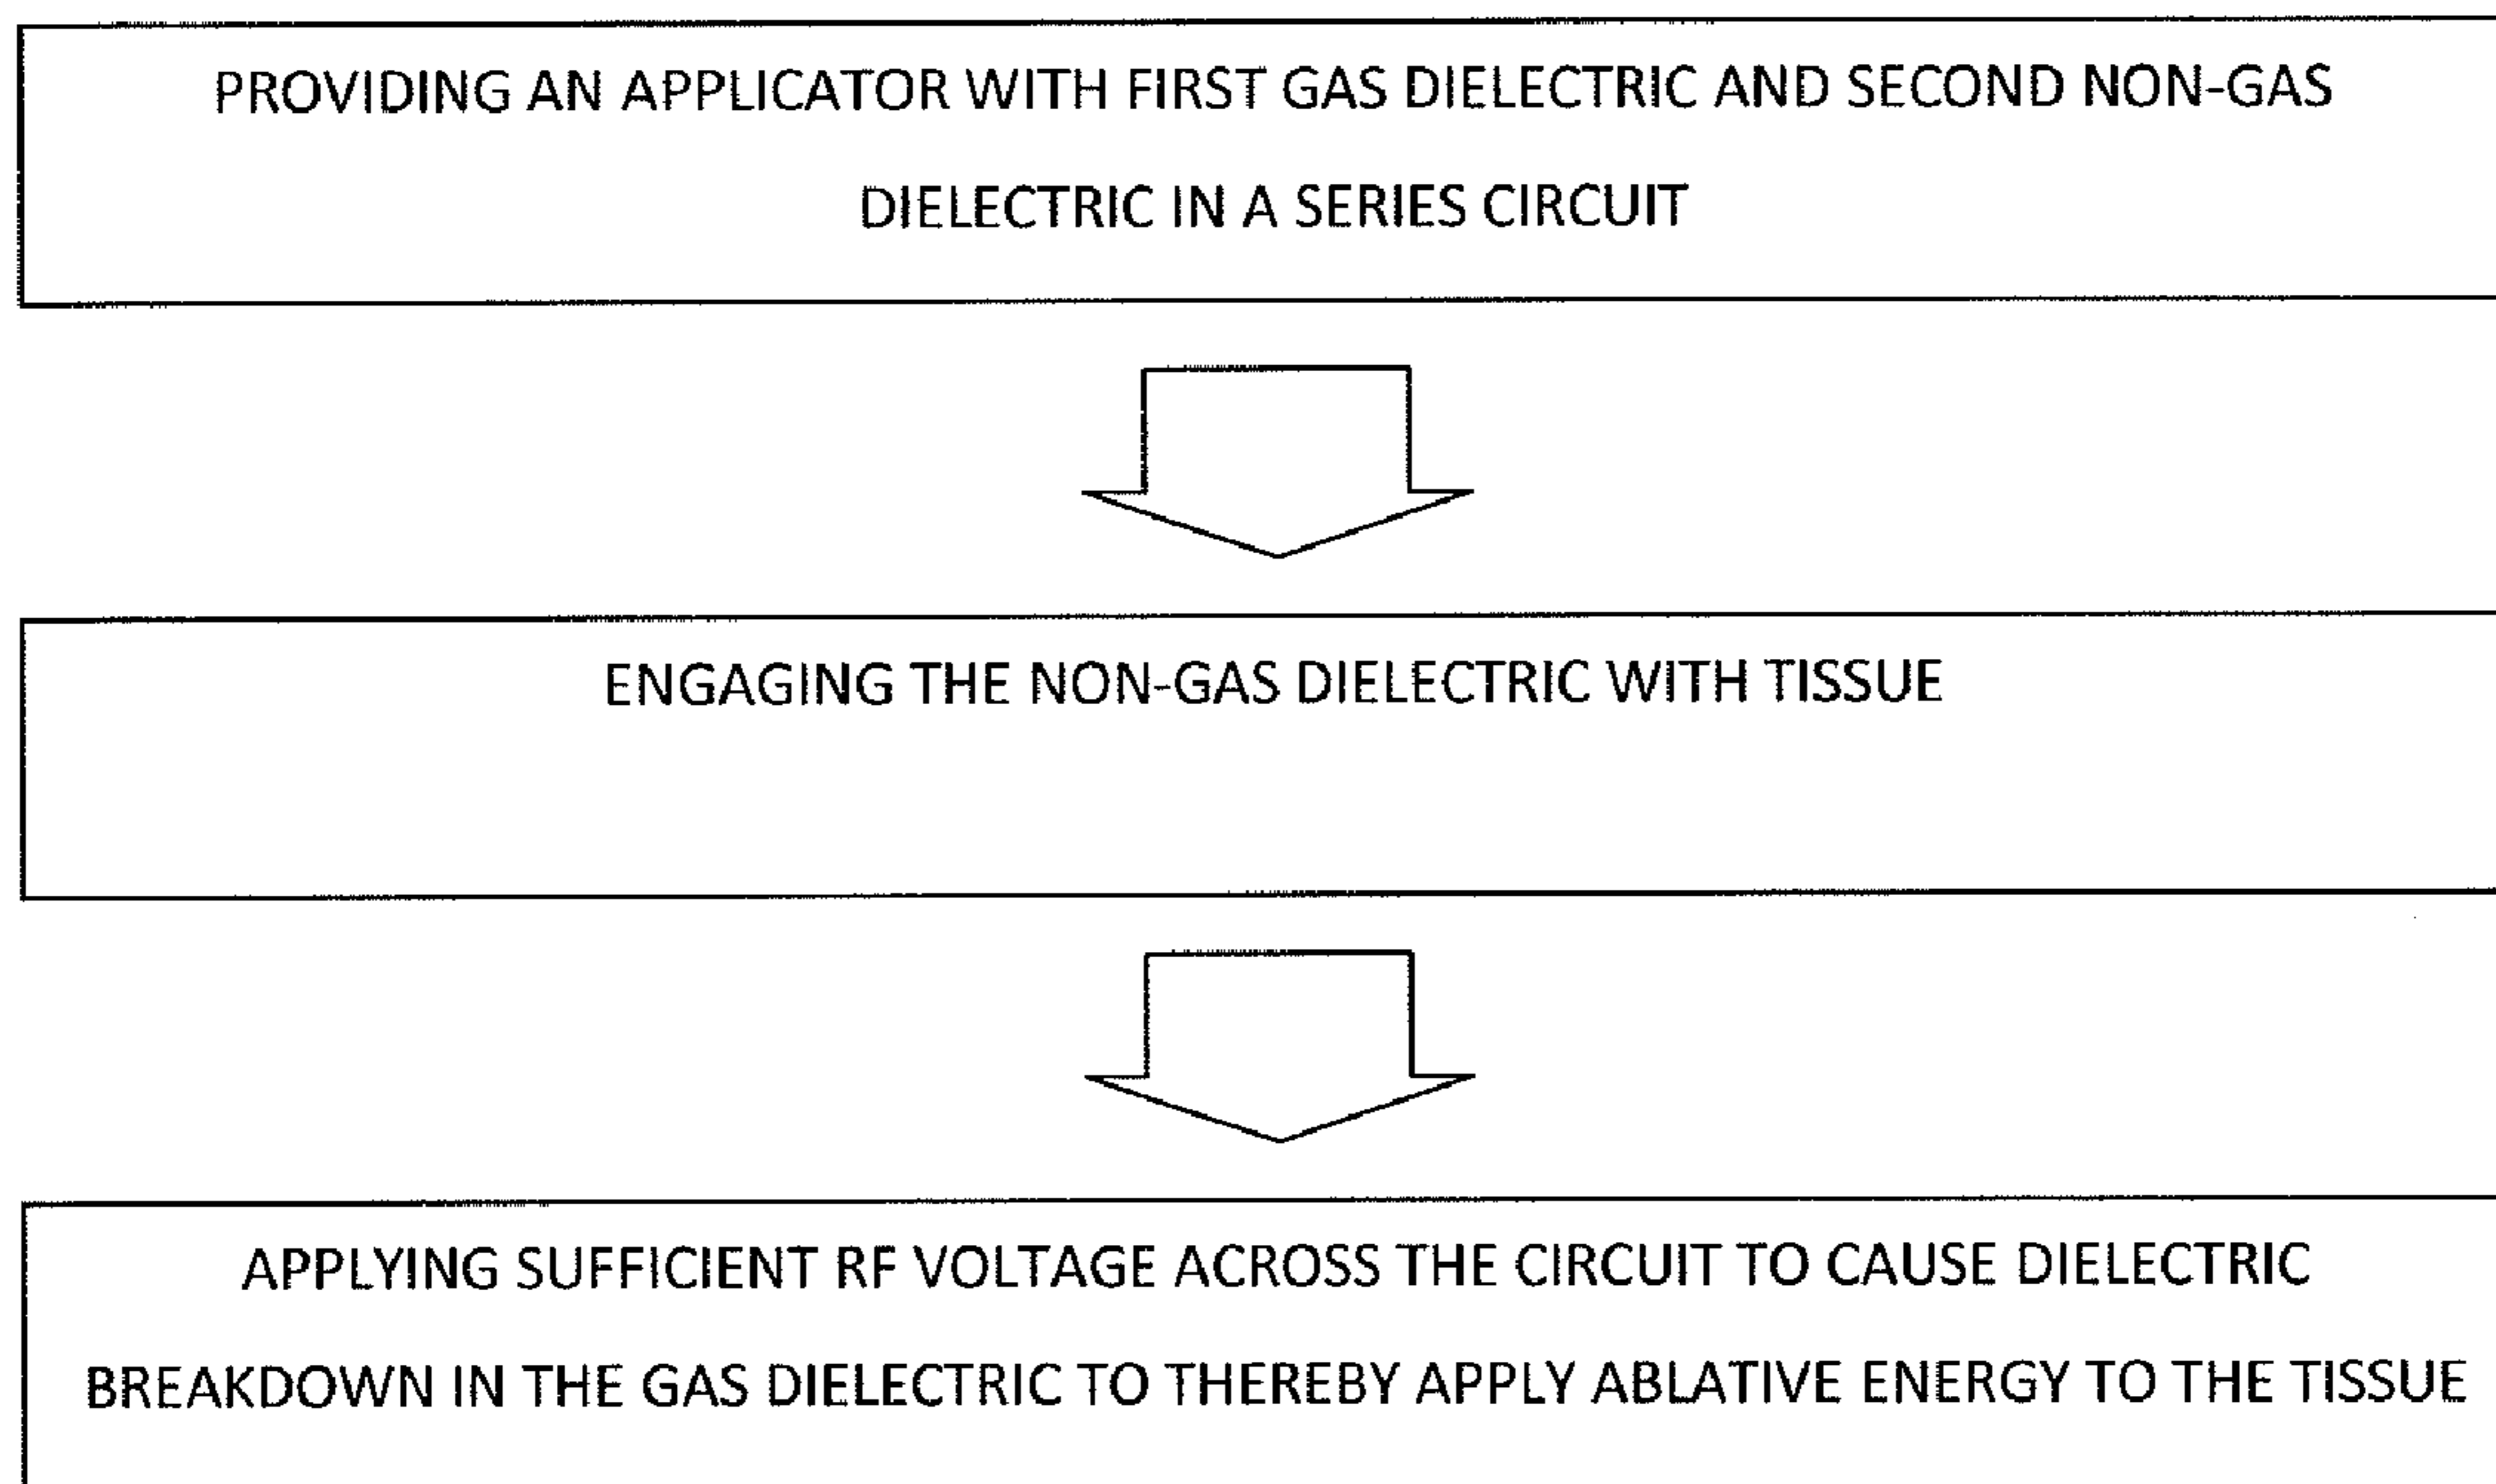 PROVIDING AN APPLICATOR WITH FIRST GAS DIELECTRIC AND SECOND NON-GAS
DIELECTRIC IN A SERIES CIRCUIT
ENGAGING THE NON-GAS DIELECTRIC WITH TISSUE
APPLYING SUFFICIENT RF VOLTAGE ACROSS THE CIRCUIT TO CAUSE DIELECTRIC
BREAKDOWN IN THE GAS DIELECTRIC TO THEREBY APPLY ABLATIVE ENERGY TO THE TISSUE